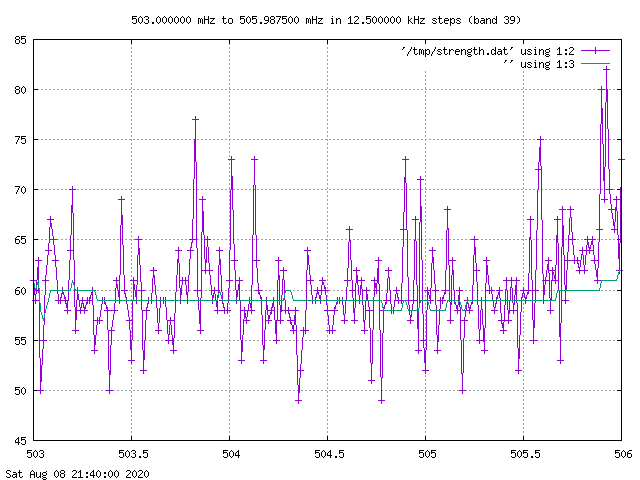 503.000000 mHz to 505.987500 mHz in 12.500000 kHz steps (band 39)
85
'/tmp/strength.dat' using 1:2
'' using 1:3
80
75
70
65
60
55
50
45
503 503.5 504 504.5 505 505.5 506
Sat Aug 08 21:40:00 2020